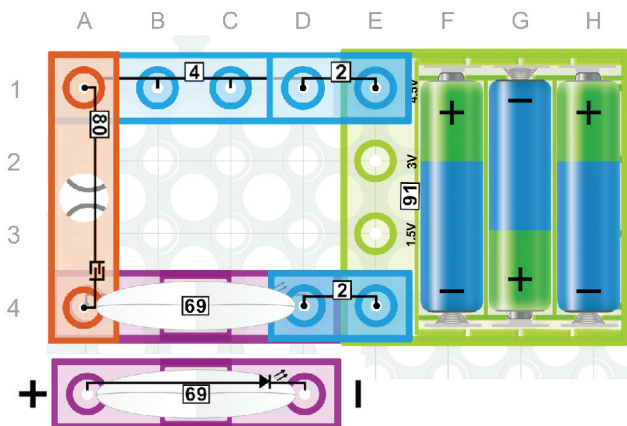 A B C D E F G H
1 4 2 4.5V + − +
80
2 3V
91
3 1.5V
4 69 2 − + −
+ 69 −